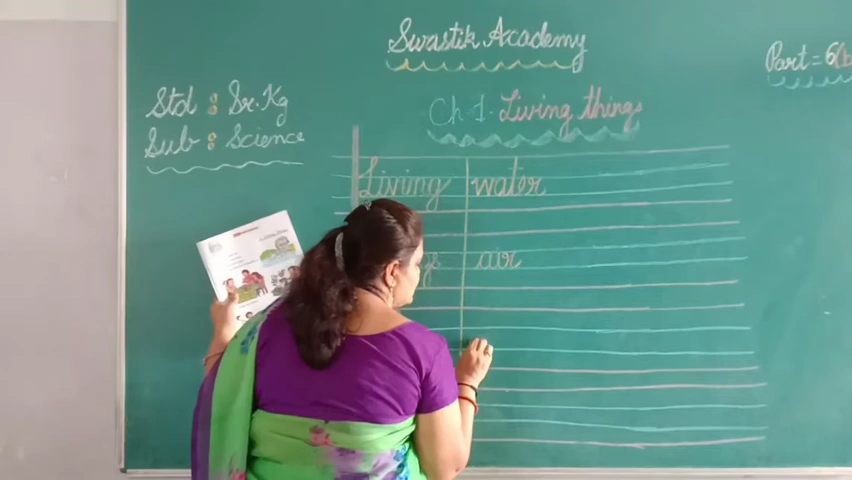 Swastik Academy
Part = 6(b
Std : Sr. Kg
Ch-1. Living things
Sub : Science
Living water
air